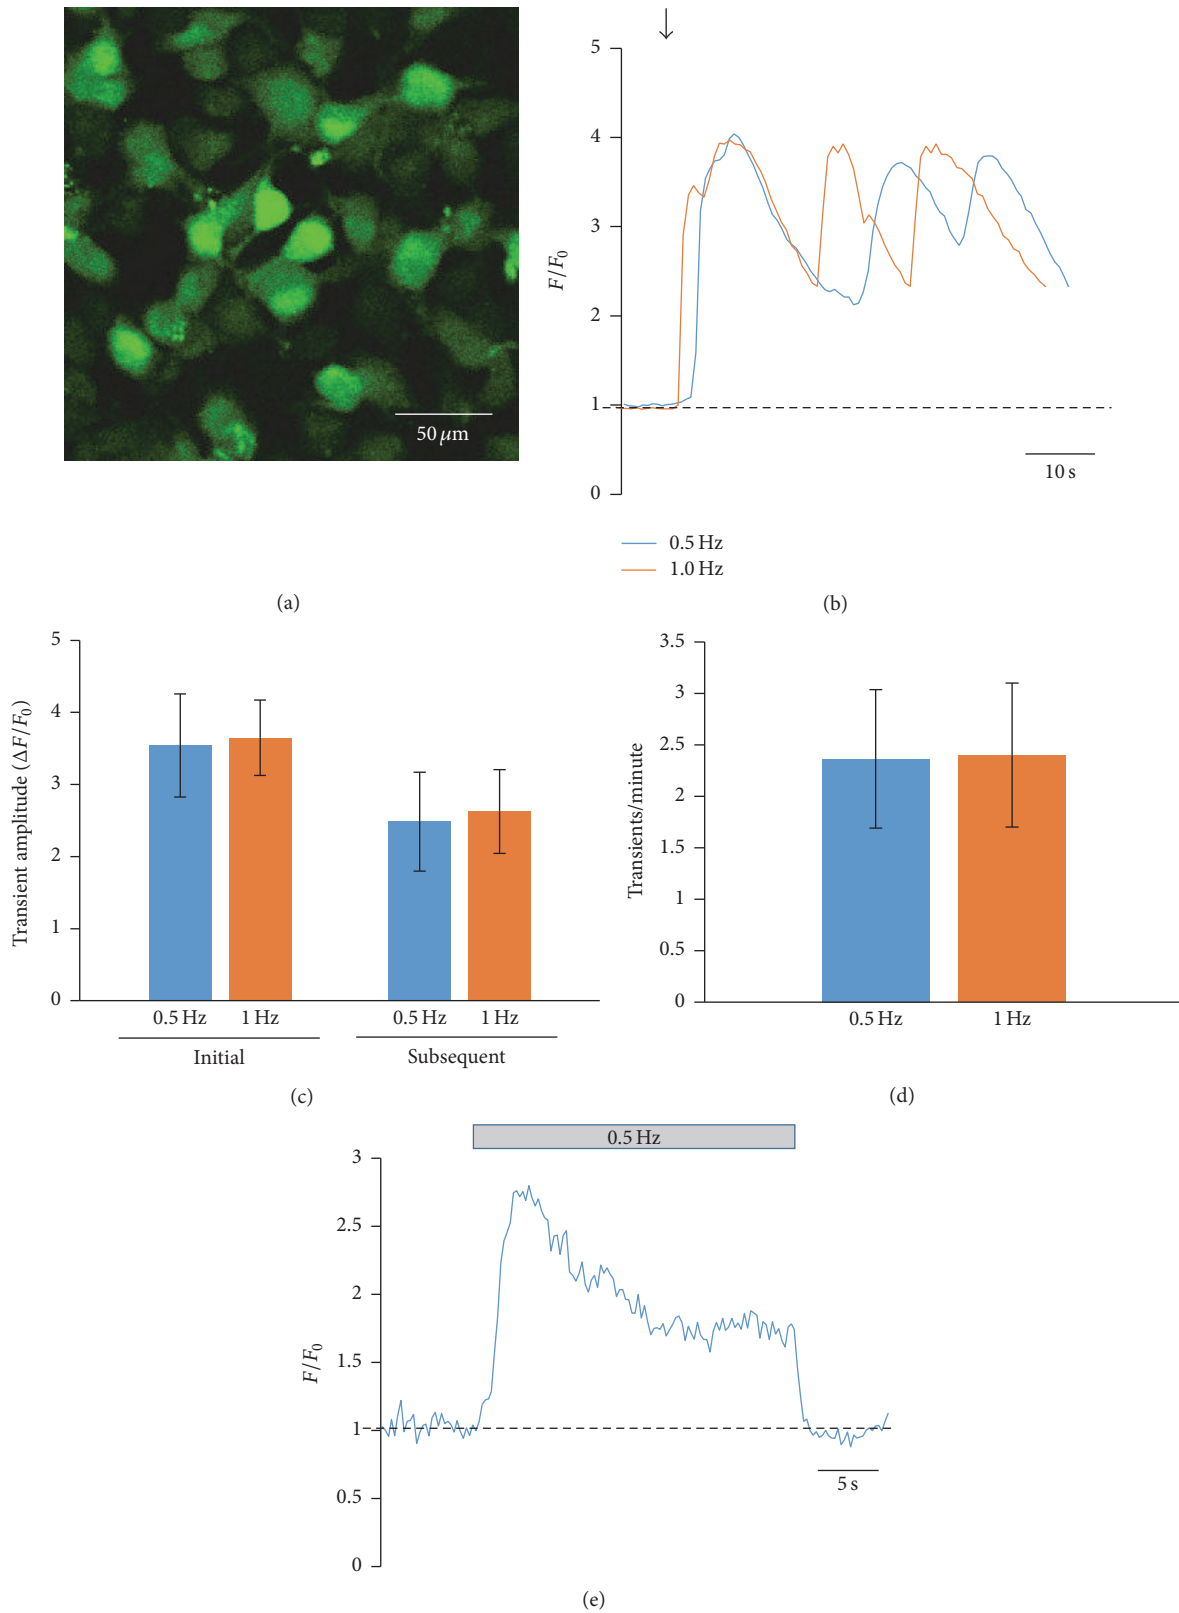 50 μm
(a)
5
4
3
2
1
0
F/F0
10 s
0.5 Hz
1.0 Hz
(b)
5
4
3
2
1
0
Transient amplitude (ΔF/F0)
0.5 Hz 1 Hz 0.5 Hz 1 Hz
Initial Subsequent
(c)
3.5
3
2.5
2
1.5
1
0.5
0
Transients/minute
0.5 Hz 1 Hz
(d)
0.5 Hz
3
2.5
2
1.5
1
0.5
0
F/F0
5 s
(e)